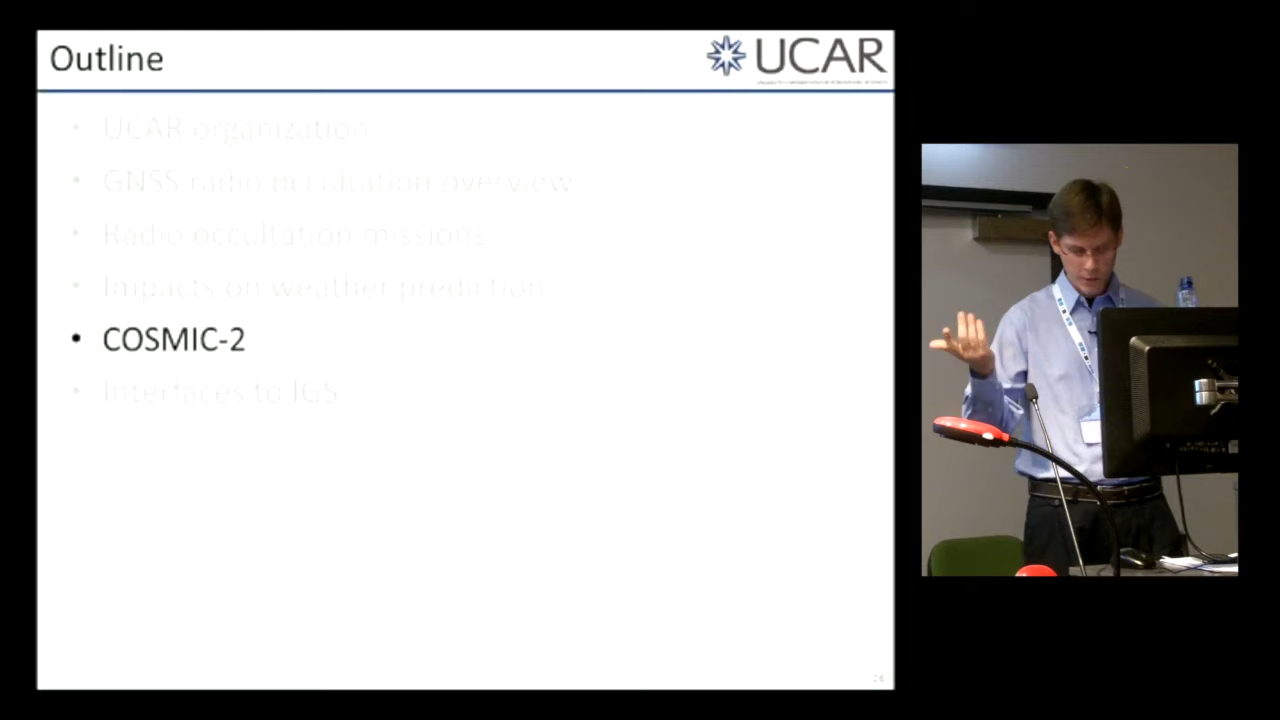 Outline
UCAR
• UCAR organization
• GNSS radio occultation overview
• Radio occultation missions
• Impacts on weather prediction
• COSMIC-2
• Interfaces to IGS